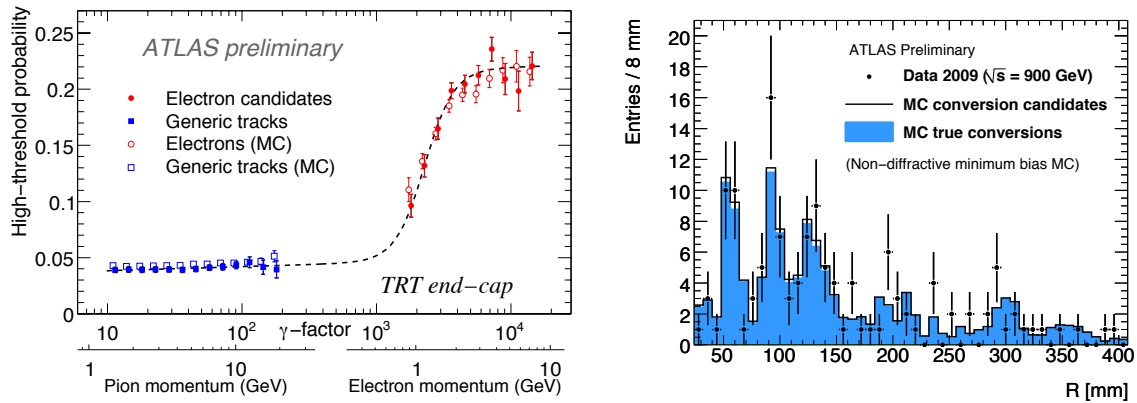 ATLAS preliminary
High−threshold probability
0.25
0.2
0.15
0.1
0.05
0
Electron candidates
Generic tracks
Electrons (MC)
Generic tracks (MC)
TRT end−cap
10 10² γ−factor 10³ 10⁴
1 10 1 10
Pion momentum (GeV) Electron momentum (GeV)
Entries / 8 mm
20
18
16
14
12
10
8
6
4
2
0
ATLAS Preliminary
Data 2009 (√s = 900 GeV)
MC conversion candidates
MC true conversions
(Non-diffractive minimum bias MC)
50 100 150 200 250 300 350 400
R [mm]